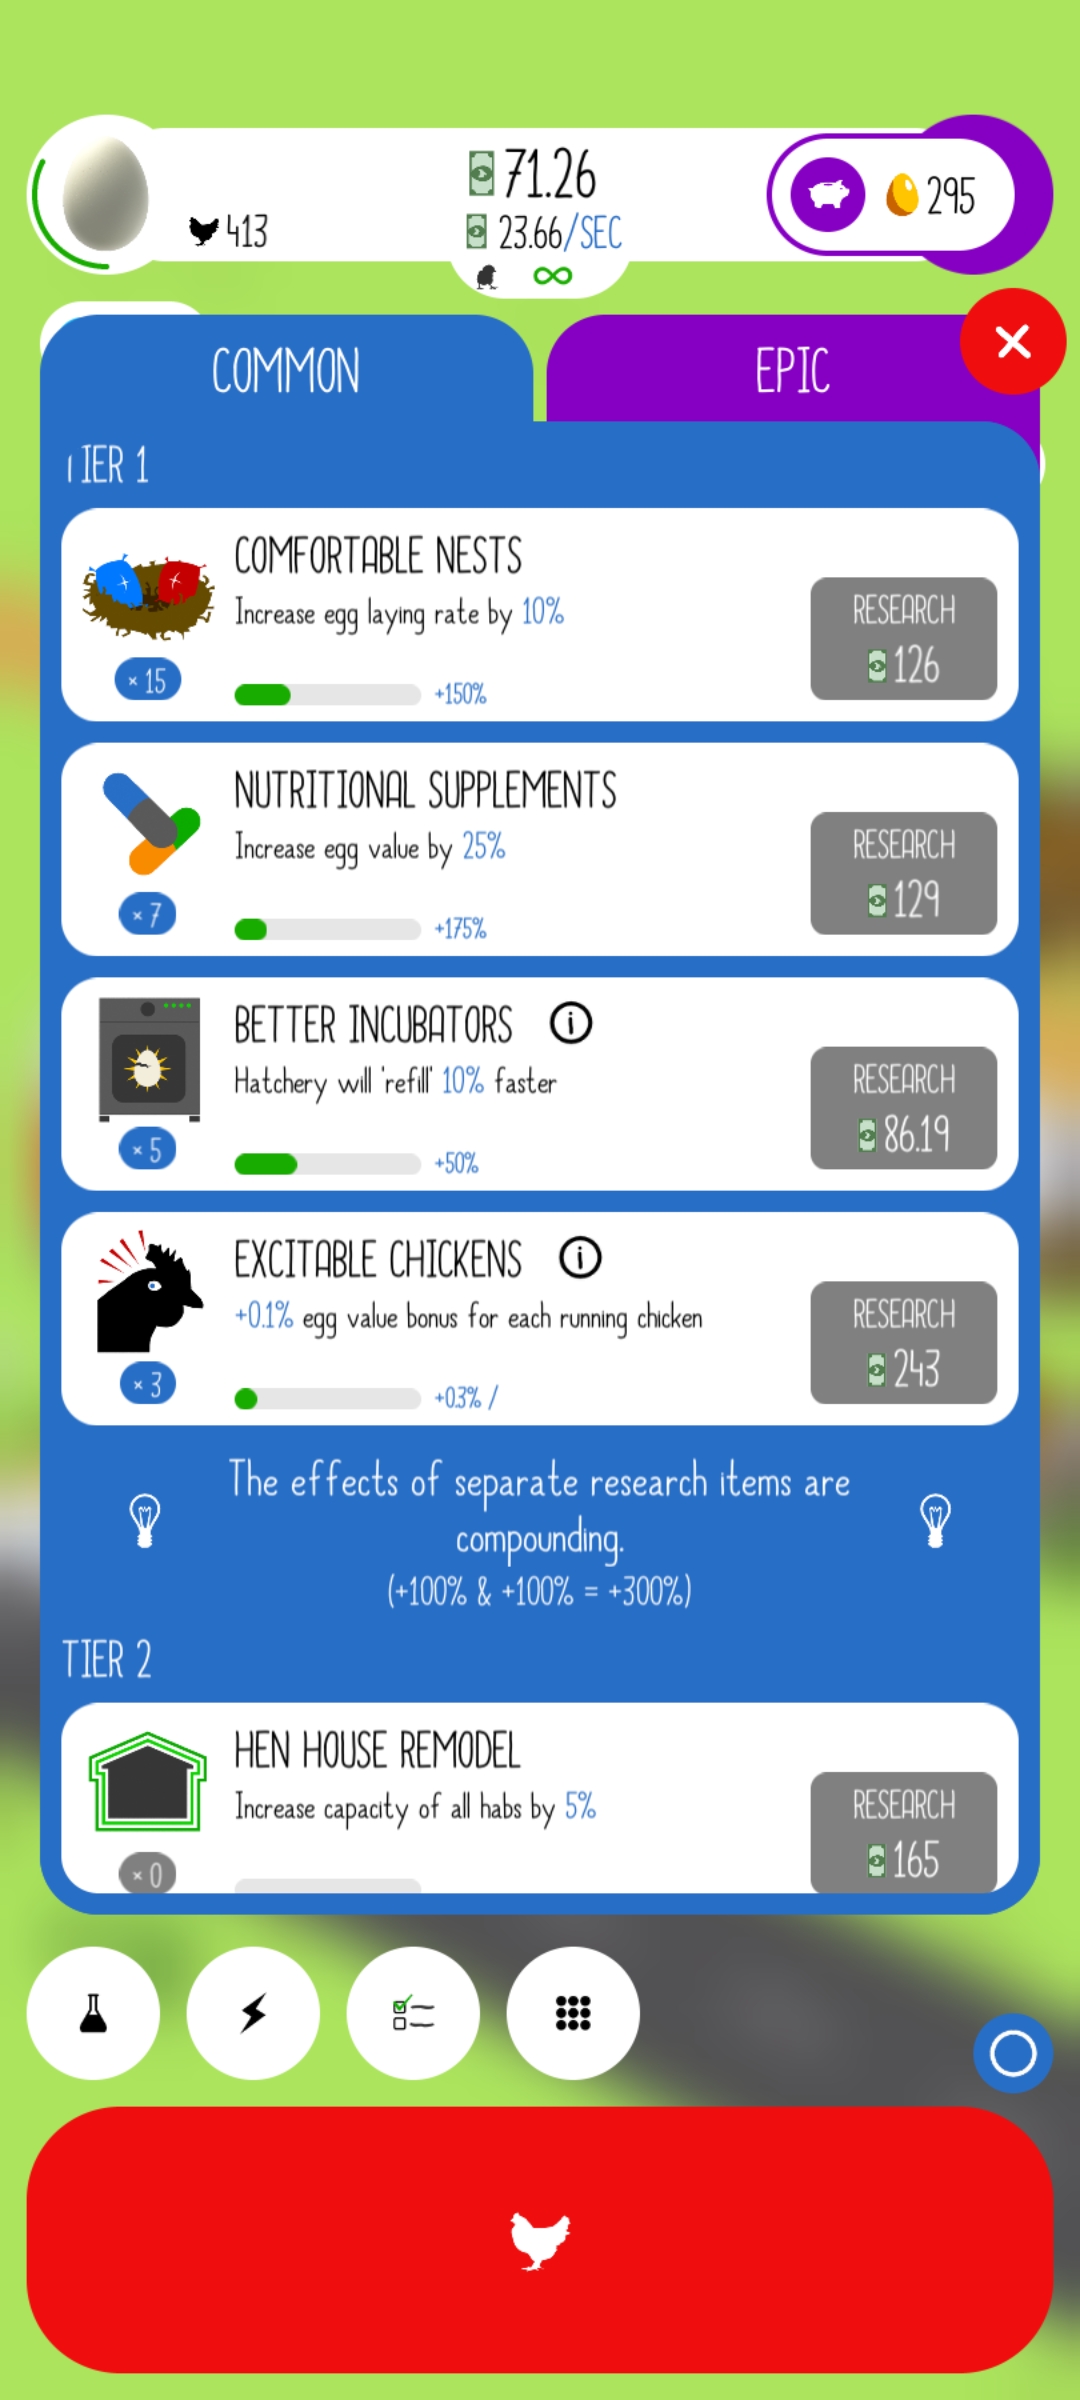 71.26
413
23.66/SEC
295
COMMON
EPIC
TIER 1
COMFORTABLE NESTS
Increase egg laying rate by 10%
RESEARCH
126
× 15
+150%
NUTRITIONAL SUPPLEMENTS
Increase egg value by 25%
RESEARCH
129
× 7
+175%
BETTER INCUBATORS
Hatchery will 'refill' 10% faster
RESEARCH
86.19
× 5
+50%
EXCITABLE CHICKENS
+0.1% egg value bonus for each running chicken
RESEARCH
243
× 3
+0.3% /
The effects of separate research items are
compounding.
(+100% & +100% = +300%)
TIER 2
HEN HOUSE REMODEL
Increase capacity of all habs by 5%
RESEARCH
165
× 0